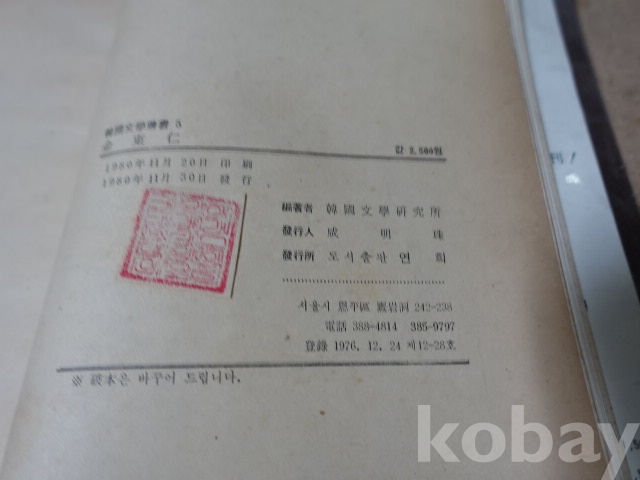 韓國文學叢書 5
金東仁 값 2,500원
1980年 11月 20日 印刷
1980年 11月 30日 發行
編著者 韓國文學研究所
發行人 成明珠
發行所 도서출판 연희
서울시 恩平區 鷹岩洞 242-238
電話 388-4814 385-9797
登錄 1976. 12. 24 제12-28호
※ 破本은 바꾸어 드립니다.
kobay